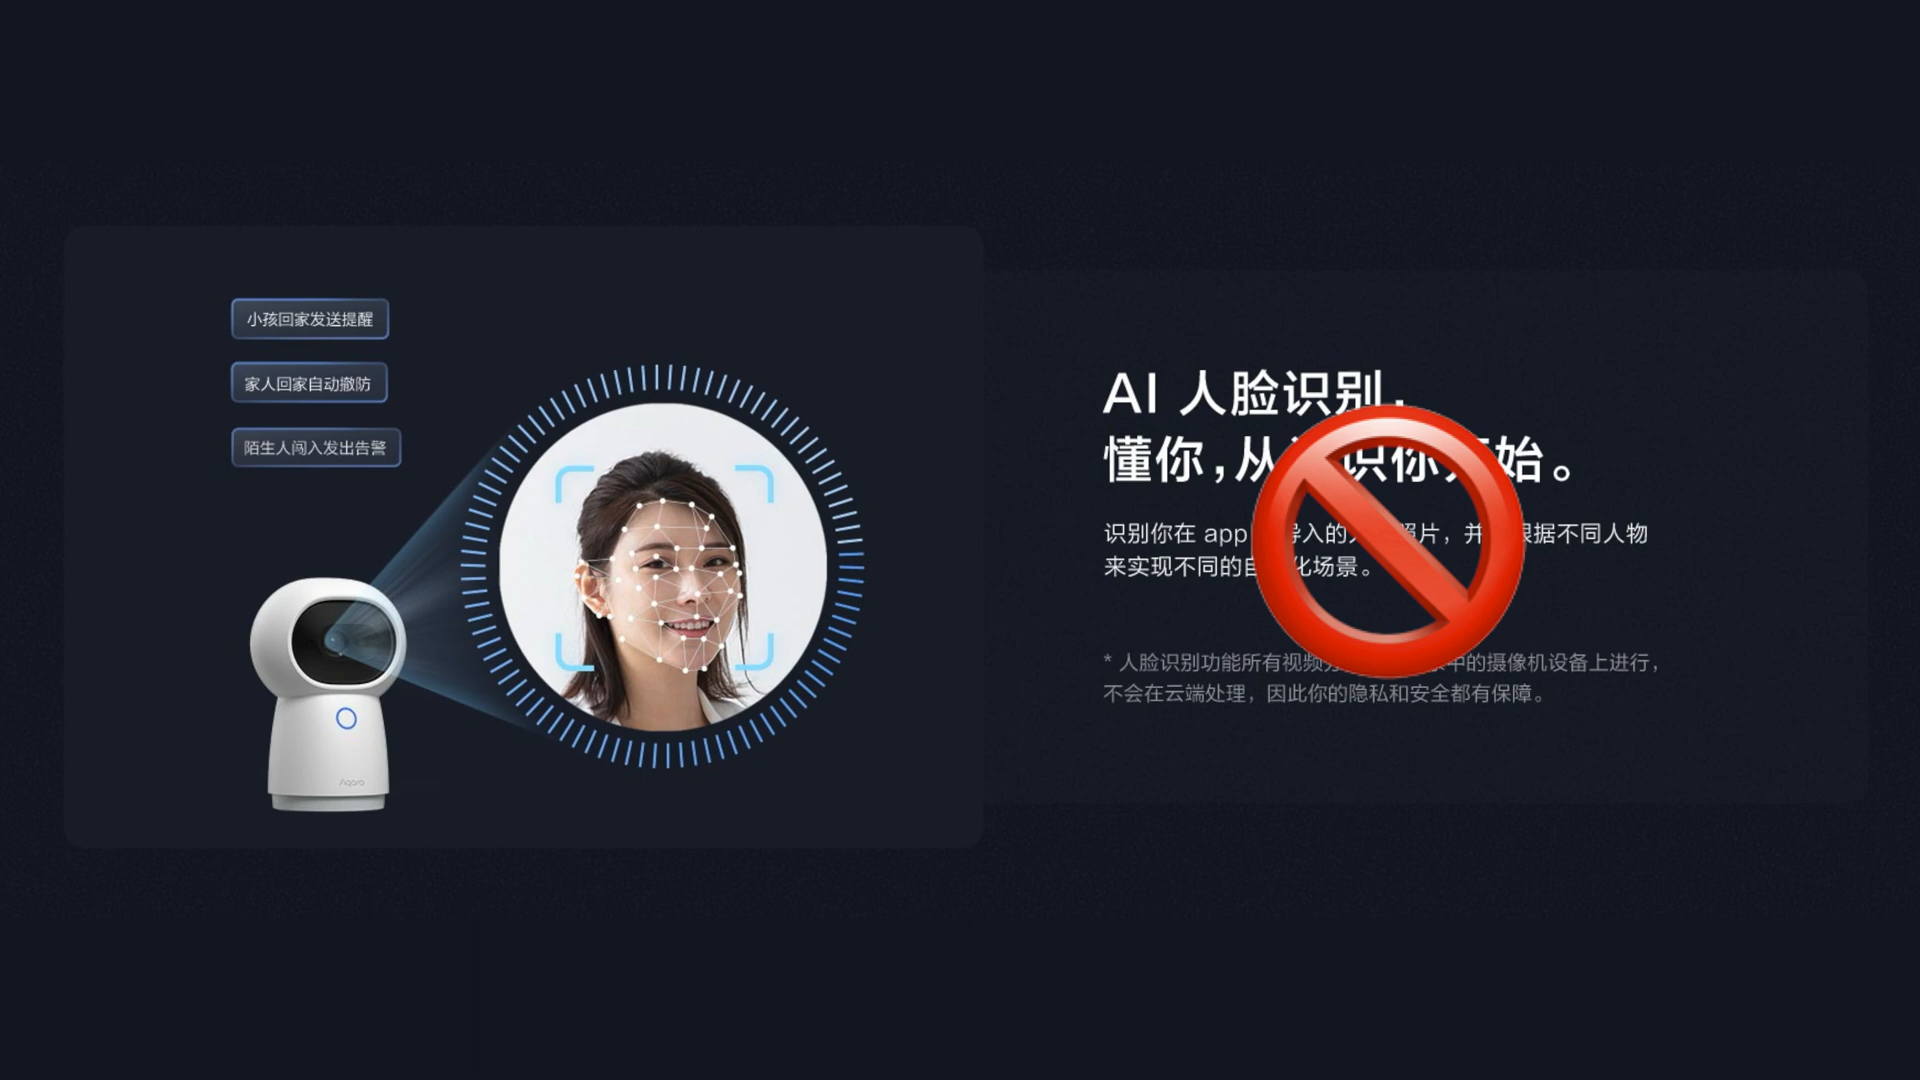 小孩回家发送提醒
家人回家自动撤防
陌生人闯入发出告警
Aqara
AI 人脸识别，
懂你，从 识你 始。
识别你在 app 导入的 照片，并 根据不同人物
来实现不同的自 化场景。
* 人脸识别功能所有视频 中的摄像机设备上进行，
不会在云端处理，因此你的隐私和安全都有保障。